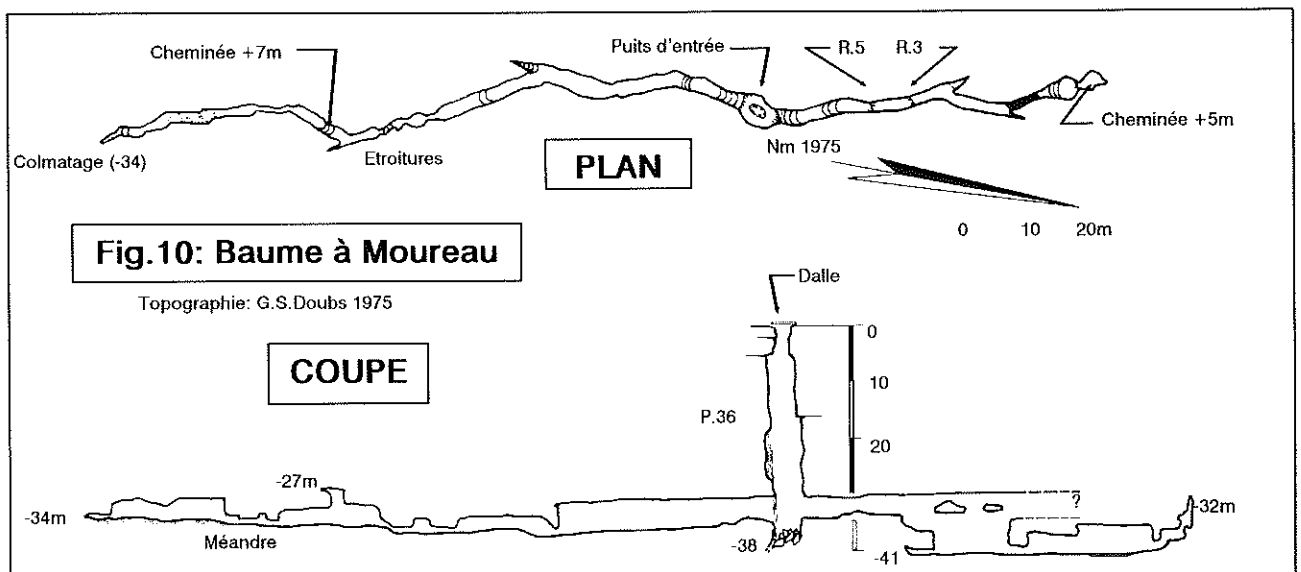 Cheminée +7m
Puits d'entrée
R.5
R.3
Cheminée +5m
Colmatage (-34)
Etroitures
PLAN
Nm 1975
0 10 20m
Fig.10: Baume à Moureau
Topographie: G.S.Doubs 1975
Dalle
COUPE
0
10
20
P.36
-27m
-34m
Méandre
-38
-41
?
-32m